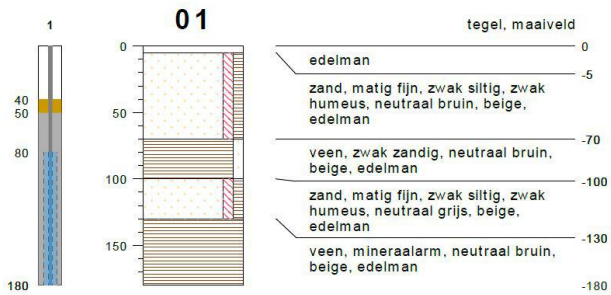 1
01
tegel, maaiveld
0
0
edelman
-5
zand, matig fijn, zwak siltig, zwak
humeus, neutraal bruin, beige,
edelman
40
50
50
-70
80
veen, zwak zandig, neutraal bruin,
beige, edelman
100
-100
zand, matig fijn, zwak siltig, zwak
humeus, neutraal grijs, beige,
edelman
-130
150
veen, mineraalarm, neutraal bruin,
beige, edelman
180
-180